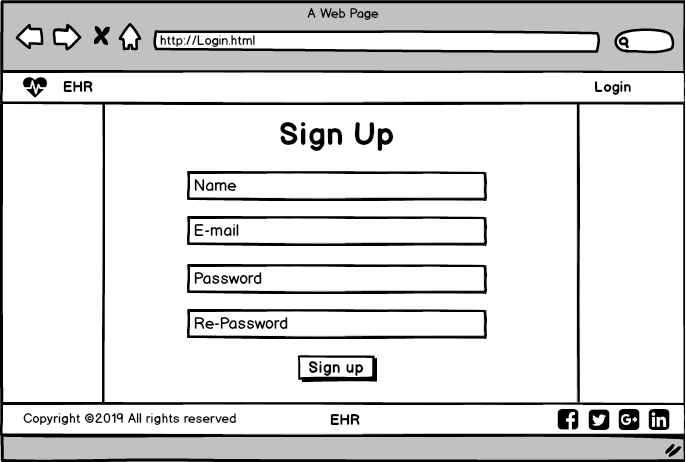 A Web Page
http://Login.html
EHR
Login
Sign Up
Name
E-mail
Password
Re-Password
Sign up
Copyright ©2019 All rights reserved
EHR